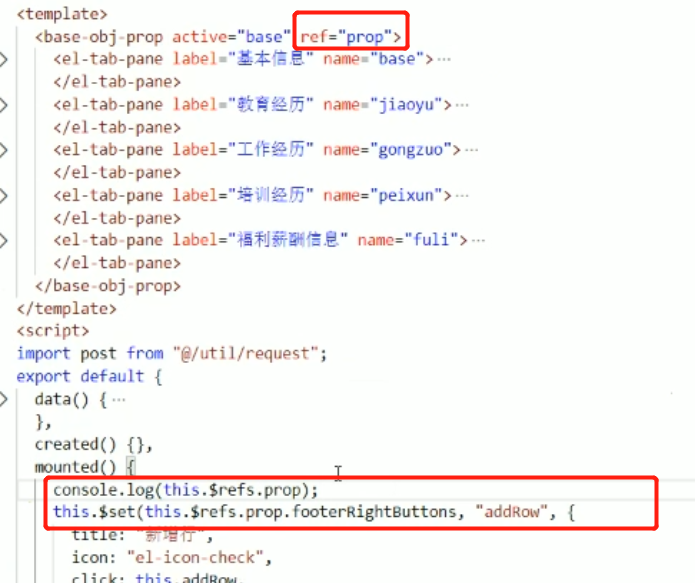 <template>
<base-obj-prop active="base" ref="prop">
<el-tab-pane label="基本信息" name="base">···
</el-tab-pane>
<el-tab-pane label="教育经历" name="jiaoyu">···
</el-tab-pane>
<el-tab-pane label="工作经历" name="gongzuo">···
</el-tab-pane>
<el-tab-pane label="培训经历" name="peixun">···
</el-tab-pane>
<el-tab-pane label="福利薪酬信息" name="fuli">···
</el-tab-pane>
</base-obj-prop>
</template>
<script>
import post from "@/util/request";
export default {
data() {···
},
created() {},
mounted() {
console.log(this.$refs.prop);
this.$set(this.$refs.prop.footerRightButtons, "addRow", {
title: "新增行",
icon: "el-icon-check",
click: this.addRow,